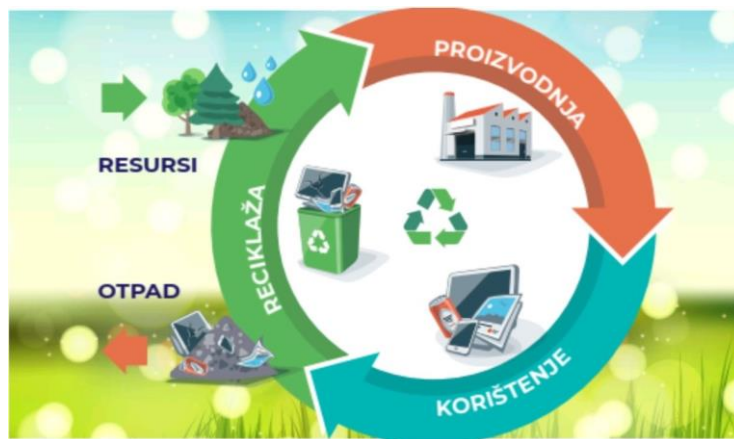 PROIZVODNJA
RESURSI
RECIKLAŽA
OTPAD
KORIŠTENJE